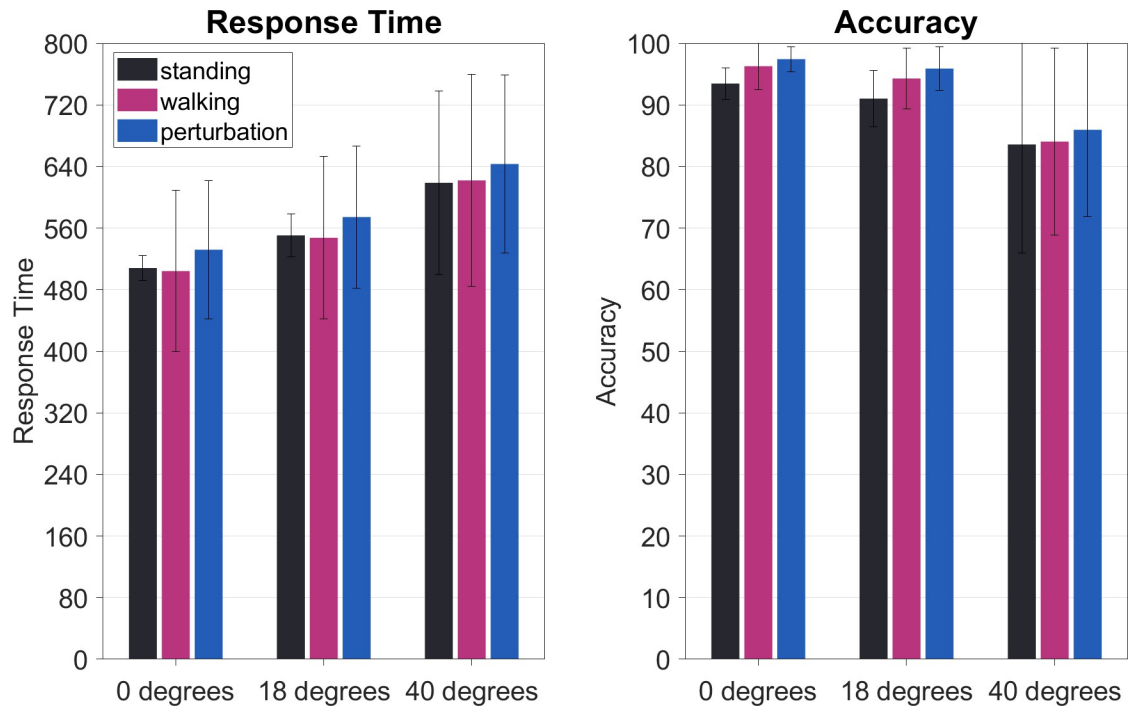 Response Time
800
720
640
560
480
400
320
240
160
80
0
Response Time
standing
walking
perturbation
0 degrees 18 degrees 40 degrees
Accuracy
100
90
80
70
60
50
40
30
20
10
0
Accuracy
0 degrees 18 degrees 40 degrees